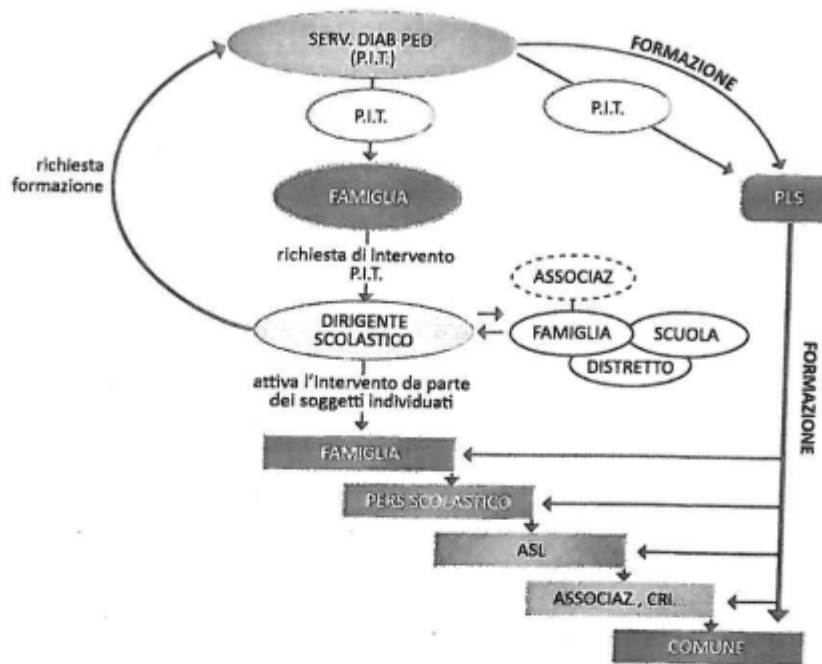 SERV. DIAB PED
(P.I.T.)
FORMAZIONE
P.I.T.
P.I.T.
richiesta
formazione
FAMIGLIA
PLS
richiesta di intervento
P.I.T.
ASSOCIAZ
DIRIGENTE
SCOLASTICO
FAMIGLIA
SCUOLA
DISTRETTO
attiva l'intervento da parte
dei soggetti individuati
FORMAZIONE
FAMIGLIA
PERS SCOLASTICO
ASL
ASSOCIAZ., CRI...
COMUNE